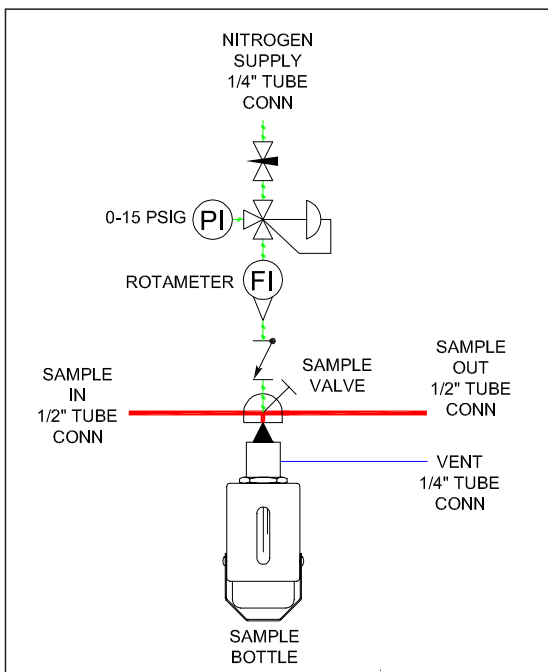 NITROGEN
SUPPLY
1/4" TUBE
CONN
0-15 PSIG
PI
ROTAMETER
FI
SAMPLE
VALVE
SAMPLE
IN
1/2" TUBE
CONN
SAMPLE
OUT
1/2" TUBE
CONN
VENT
1/4" TUBE
CONN
SAMPLE
BOTTLE